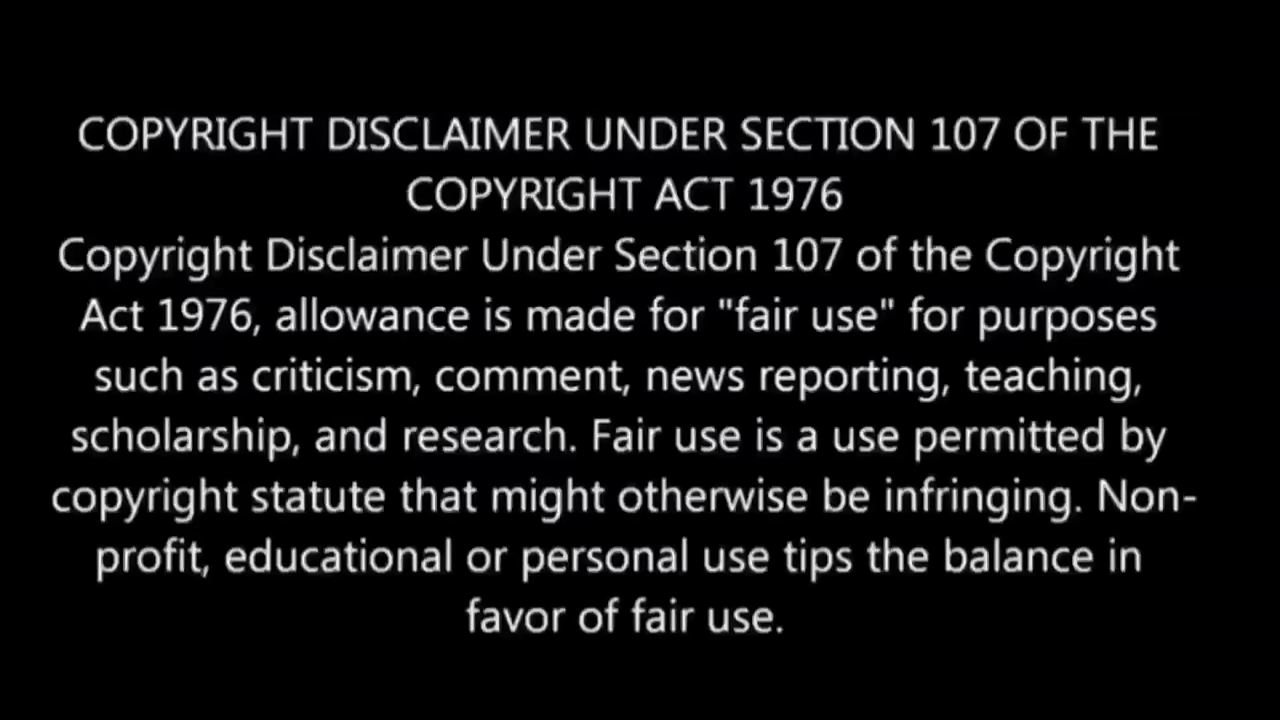 COPYRIGHT DISCLAIMER UNDER SECTION 107 OF THE
COPYRIGHT ACT 1976
Copyright Disclaimer Under Section 107 of the Copyright
Act 1976, allowance is made for "fair use" for purposes
such as criticism, comment, news reporting, teaching,
scholarship, and research. Fair use is a use permitted by
copyright statute that might otherwise be infringing. Non-
profit, educational or personal use tips the balance in
favor of fair use.